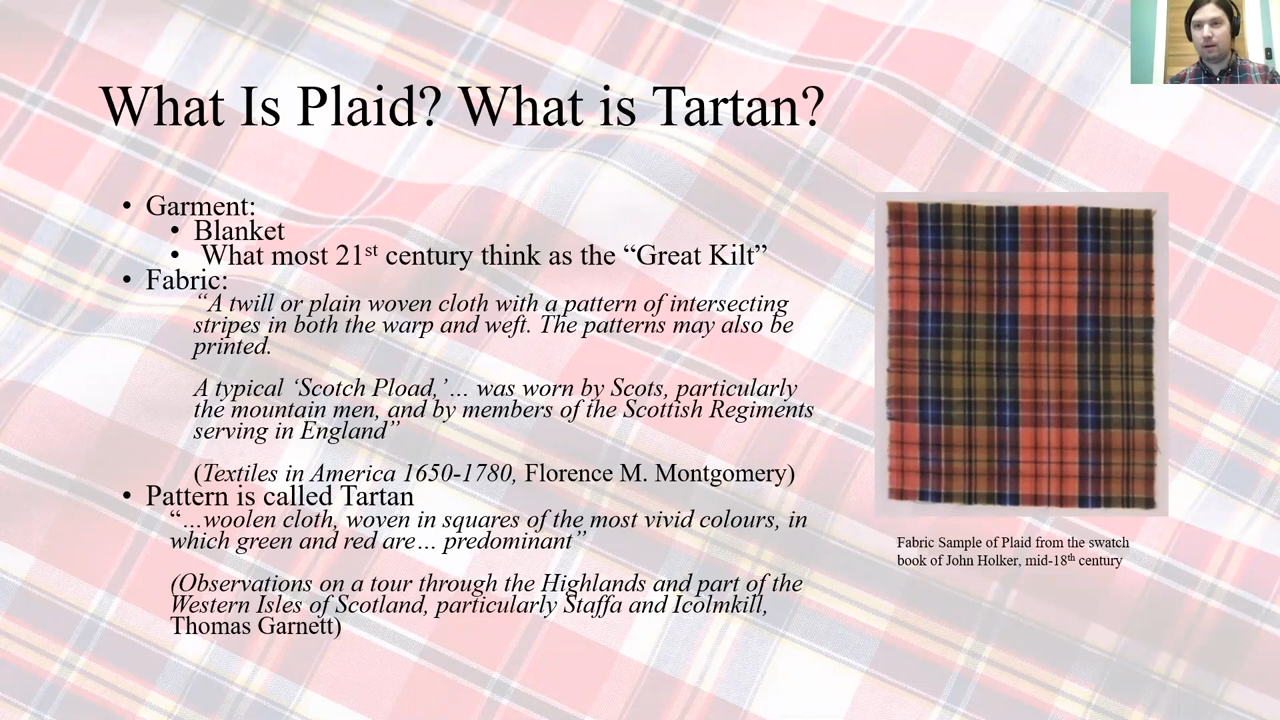 What Is Plaid? What is Tartan?
• Garment:
• Blanket
• What most 21st century think as the “Great Kilt”
• Fabric:
“A twill or plain woven cloth with a pattern of intersecting
stripes in both the warp and weft. The patterns may also be
printed.
A typical ‘Scotch Pload,’… was worn by Scots, particularly
the mountain men, and by members of the Scottish Regiments
serving in England”
(Textiles in America 1650-1780, Florence M. Montgomery)
• Pattern is called Tartan
“…woolen cloth, woven in squares of the most vivid colours, in
which green and red are… predominant”
(Observations on a tour through the Highlands and part of the
Western Isles of Scotland, particularly Staffa and Icolmkill,
Thomas Garnett)
Fabric Sample of Plaid from the swatch
book of John Holker, mid-18th century